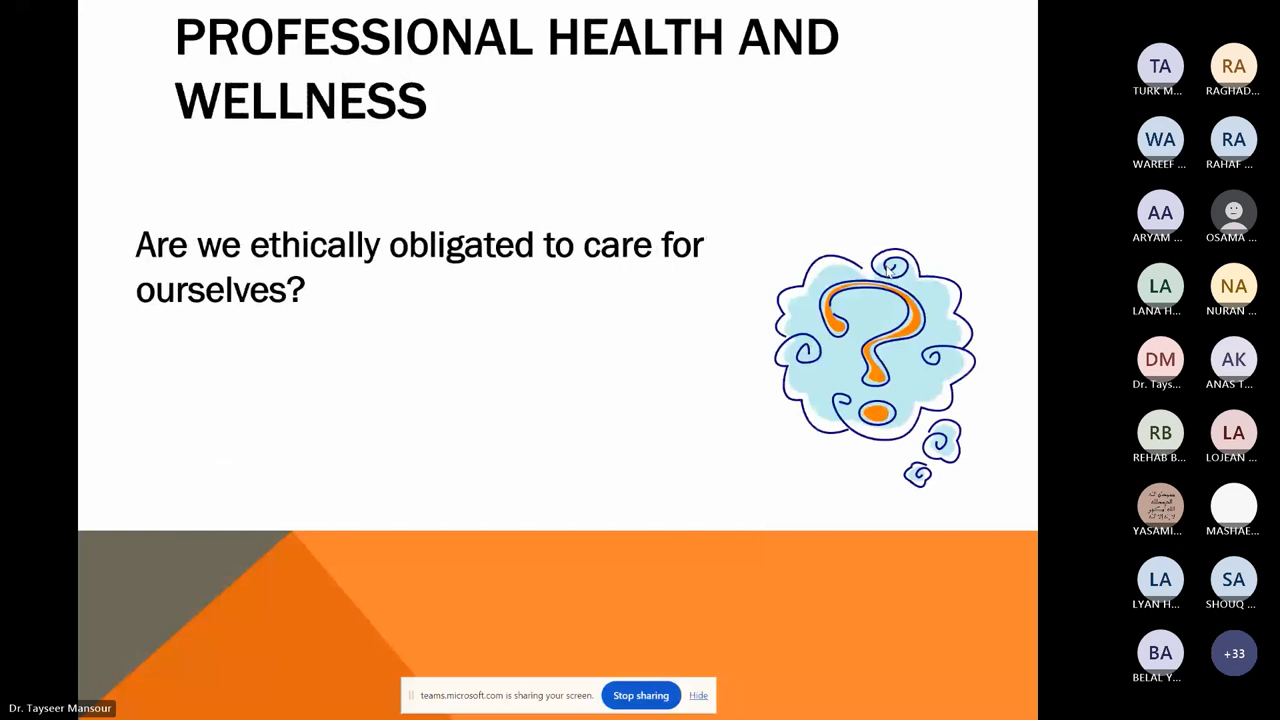 PROFESSIONAL HEALTH AND
WELLNESS
Are we ethically obligated to care for
ourselves?
TA
TURK M...
RA
RAGHAD...
WA
WAREEF ...
RA
RAHAF ...
AA
ARYAM ...
OSAMA ...
LA
LANA H...
NA
NURAN ...
DM
Dr. Tays...
AK
ANAS T...
RB
REHAB B...
LA
LOJEAN ...
YASAMI...
MASHAE...
LA
LYAN H...
SA
SHOUQ ...
BA
BELAL Y...
+33
teams.microsoft.com is sharing your screen.
Stop sharing
Hide
Dr. Tayseer Mansour